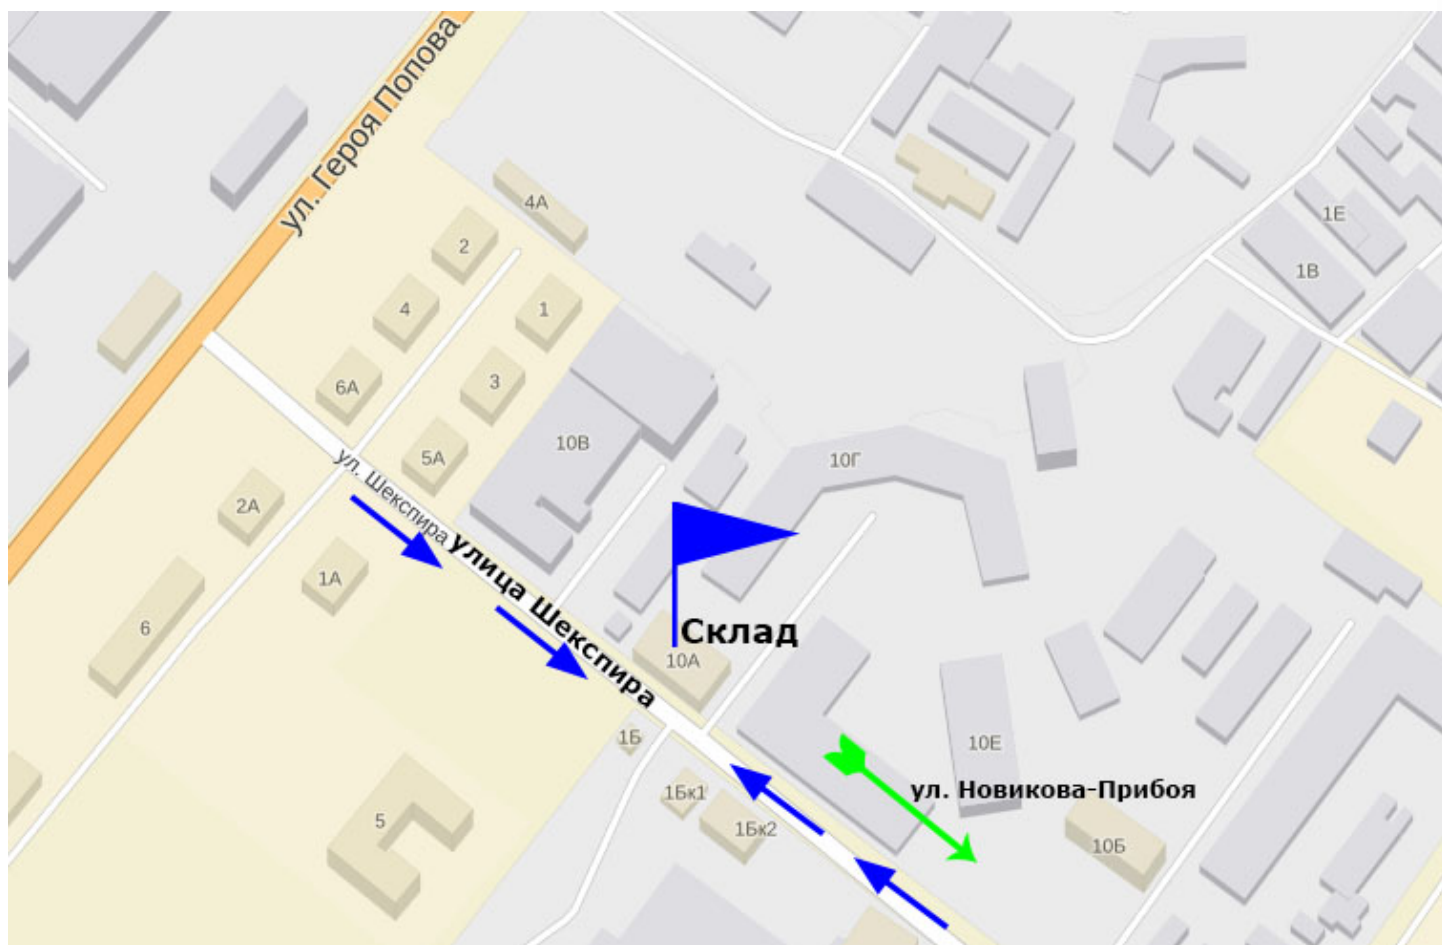 ул. Героя Попова
4А
2
1Е
1В
4
1
6А
3
10В
5А
10Г
ул. Шекспира
2А
улица Шекспира
1А
6
Склад
10А
1Б
10Е
ул. Новикова-Прибоя
1Бк1
5
1Бк2
10Б